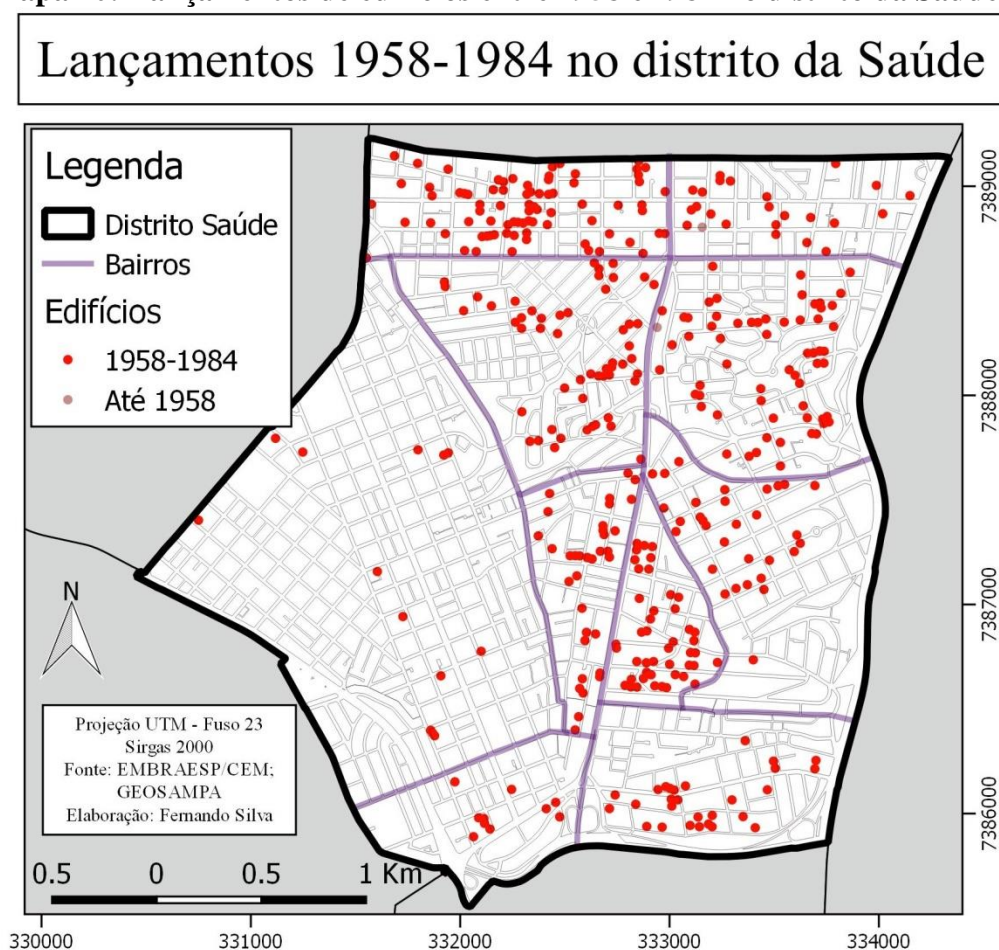 Lançamentos 1958-1984 no distrito da Saúde
Legenda
Distrito Saúde
Bairros
Edifícios
1958-1984
Até 1958
N
Projeção UTM - Fuso 23
Sirgas 2000
Fonte: EMBRAESP/CEM;
GEOSAMPA
Elaboração: Fernando Silva
0.5 0 0.5 1 Km
330000 331000 332000 333000 334000
7389000
7388000
7387000
7386000